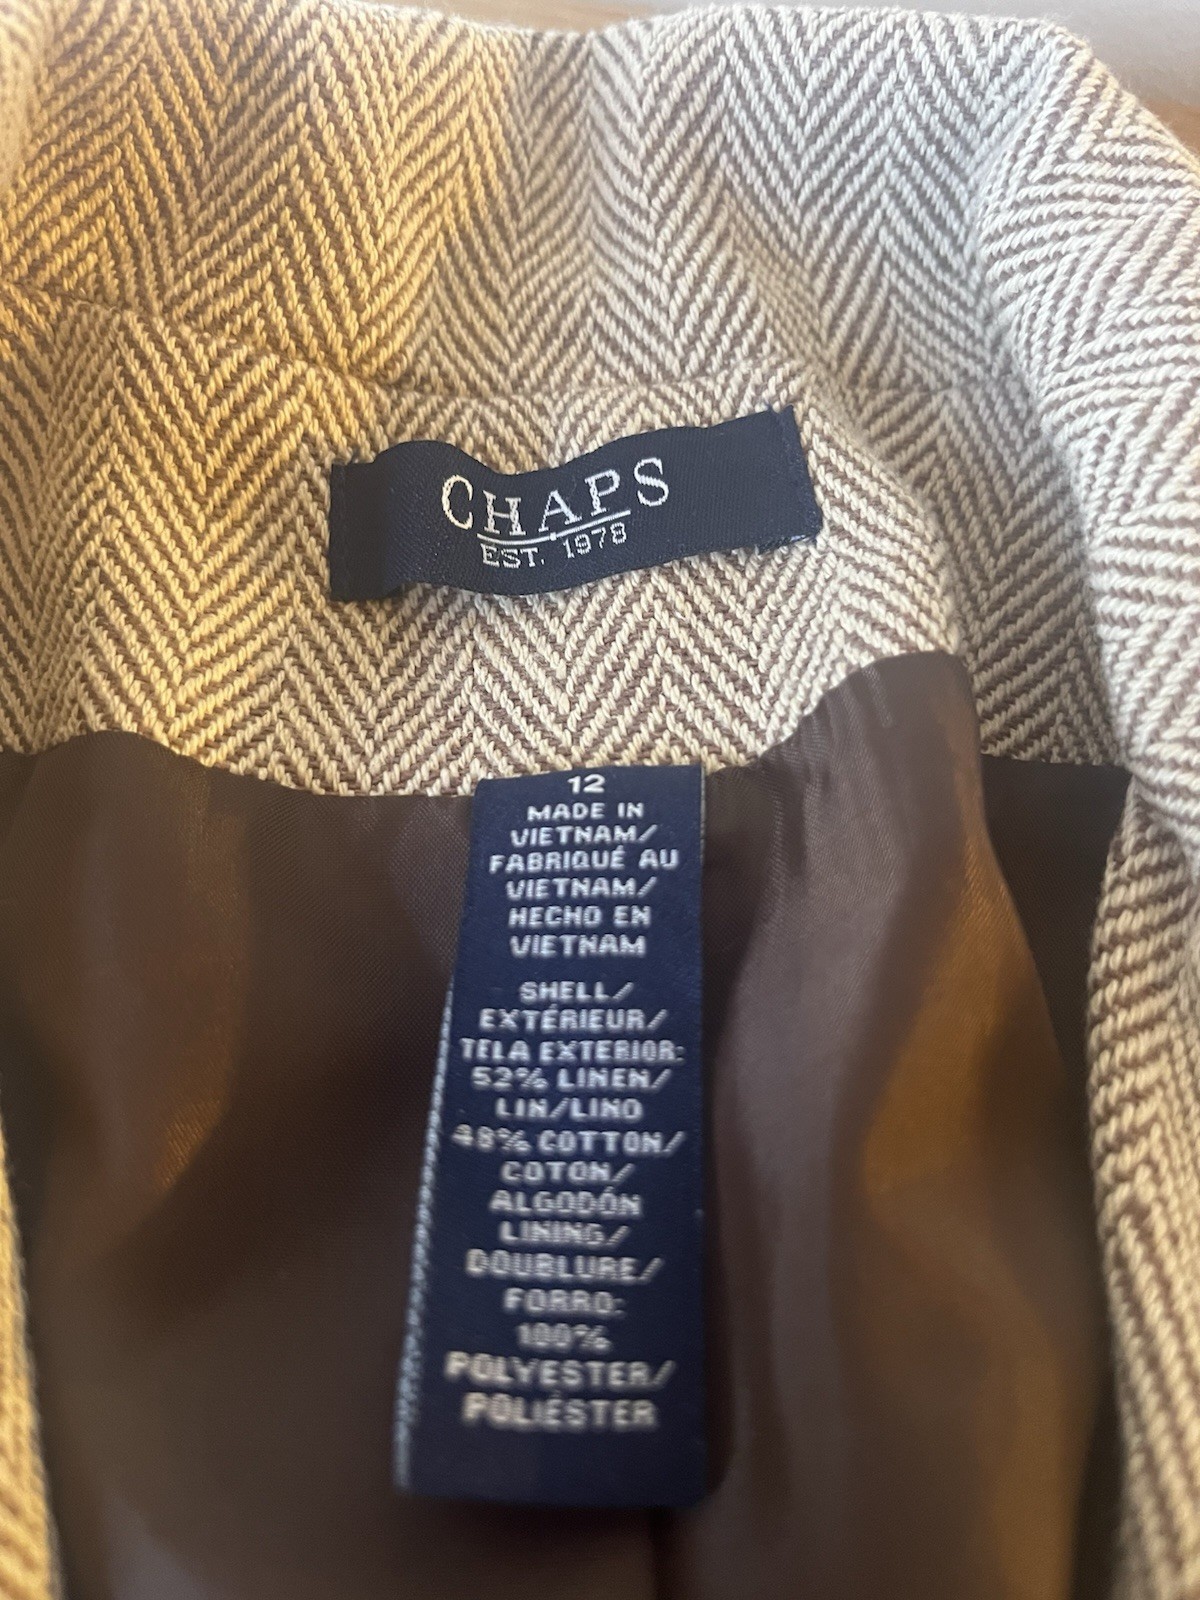 CHAPS
EST. 1978
12
MADE IN
VIETNAM/
FABRIQUÉ AU
VIETNAM/
HECHO EN
VIETNAM
SHELL/
EXTÉRIEUR/
TELA EXTERIOR:
52% LINEN/
LIN/LINO
48% COTTON/
COTON/
ALGODÓN
LINING/
DOUBLURE/
FORRO:
100%
POLYESTER/
POLIÉSTER